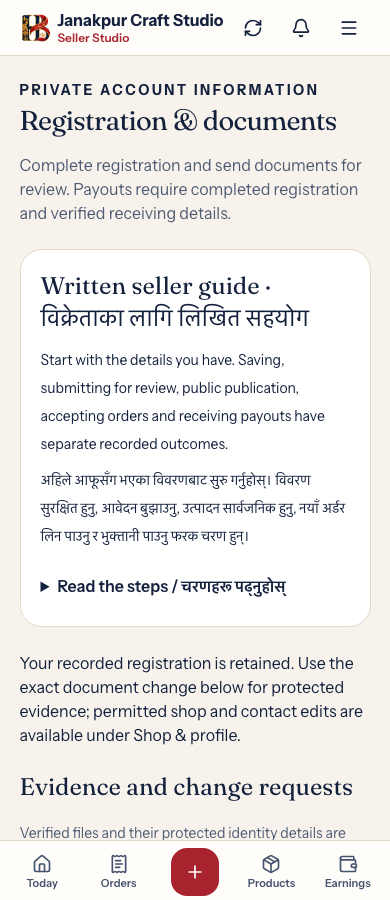 Janakpur Craft Studio
Seller Studio
PRIVATE ACCOUNT INFORMATION
Registration & documents
Complete registration and send documents for
review. Payouts require completed registration
and verified receiving details.
Written seller guide ·
विक्रेताका लागि लिखित सहयोग
Start with the details you have. Saving,
submitting for review, public publication,
accepting orders and receiving payouts have
separate recorded outcomes.
अहिले आफूसँग भएका विवरणबाट सुरु गर्नुहोस्। विवरण
सुरक्षित हुनु, आवेदन बुझाउनु, उत्पादन सार्वजनिक हुनु, नयाँ अर्डर
लिन पाउनु र भुक्तानी पाउनु फरक चरण हुन्।
Read the steps / चरणहरू पढ्नुहोस्
Your recorded registration is retained. Use the
exact document change below for protected
evidence; permitted shop and contact edits are
available under Shop & profile.
Evidence and change requests
Verified files and their protected identity details are
Today
Orders
Products
Earnings